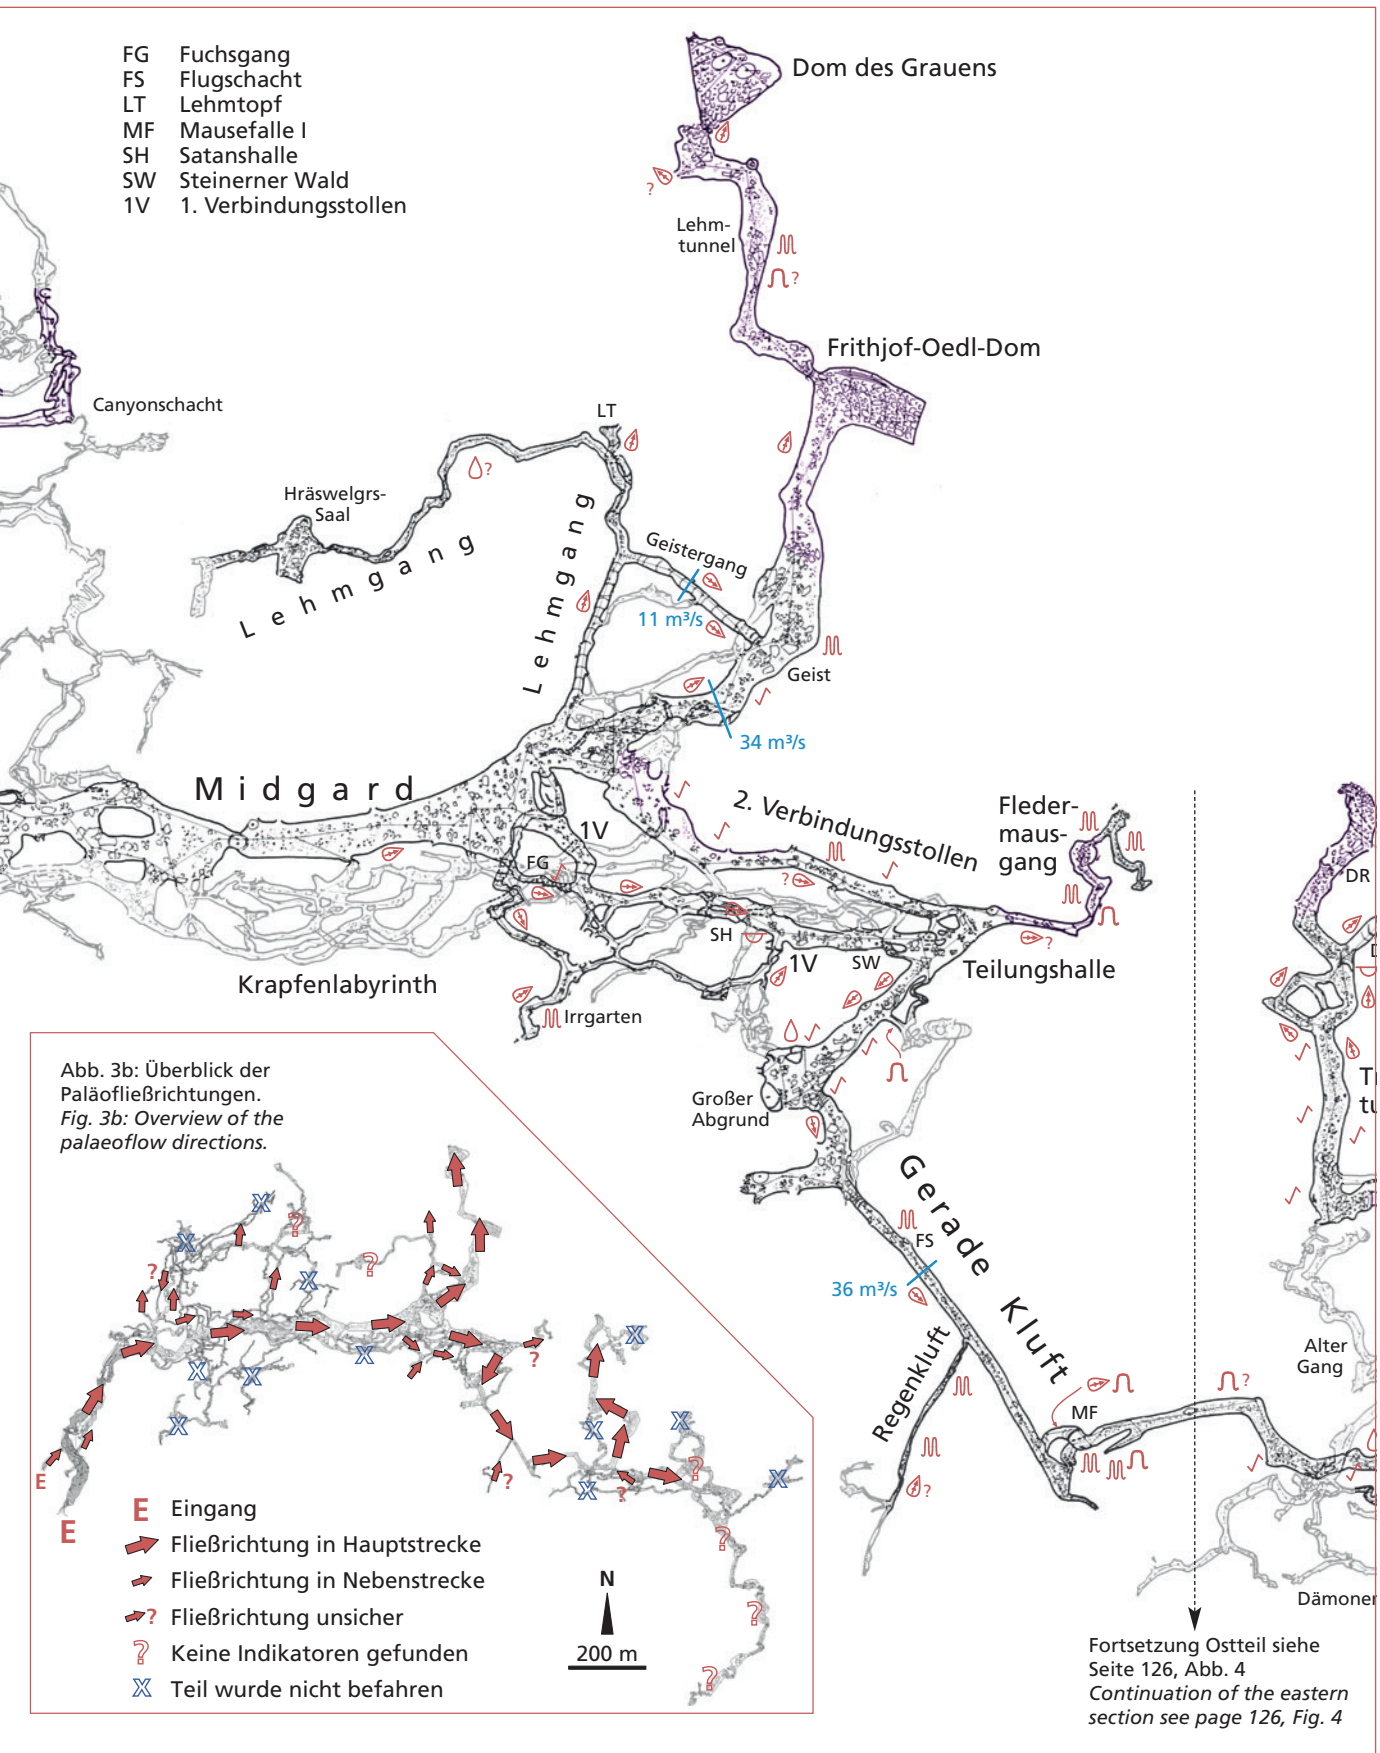 FG Fuchsgang
FS Flugschacht
LT Lehmtopf
MF Mausefalle I
SH Satanshalle
SW Steinerner Wald
1V 1. Verbindungsstollen
Dom des Grauens
?
Lehm-
tunnel
?
Frithjof-Oedl-Dom
Canyonschacht
LT
?
Hräswelgrs-
Saal
Lehmgang
Lehmgang
Geistergang
11 m³/s
Geist
34 m³/s
Midgard
2. Verbindungsstollen
Fleder-
maus-
gang
1V
FG
?
DR
SH
1V
SW
?
Teilungshalle
Krapfenlabyrinth
Irrgarten
Großer
Abgrund
Gerade Kluft
FS
36 m³/s
Regenkluft
?
MF
?
Alter
Gang
Dämonen
Fortsetzung Ostteil siehe
Seite 126, Abb. 4
Continuation of the eastern
section see page 126, Fig. 4
Abb. 3b: Überblick der
Paläofließrichtungen.
Fig. 3b: Overview of the
palaeoflow directions.
E
E
E Eingang
Fließrichtung in Hauptstrecke
Fließrichtung in Nebenstrecke
? Fließrichtung unsicher
? Keine Indikatoren gefunden
X Teil wurde nicht befahren
N
200 m